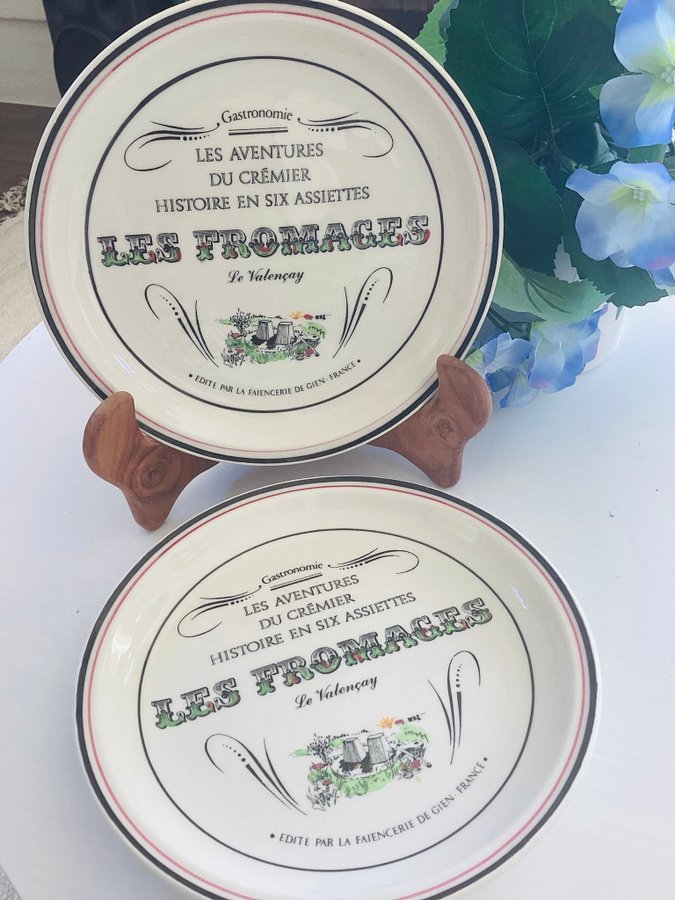 Gastronomie
LES AVENTURES
DU CRÉMIER
HISTOIRE EN SIX ASSIETTES
LES FROMAGES
Le Valençay
• EDITE PAR LA FAIENCERIE DE GIEN - FRANCE •
Gastronomie
LES AVENTURES
DU CRÉMIER
HISTOIRE EN SIX ASSIETTES
LES FROMAGES
Le Valençay
• EDITE PAR LA FAIENCERIE DE GIEN - FRANCE •